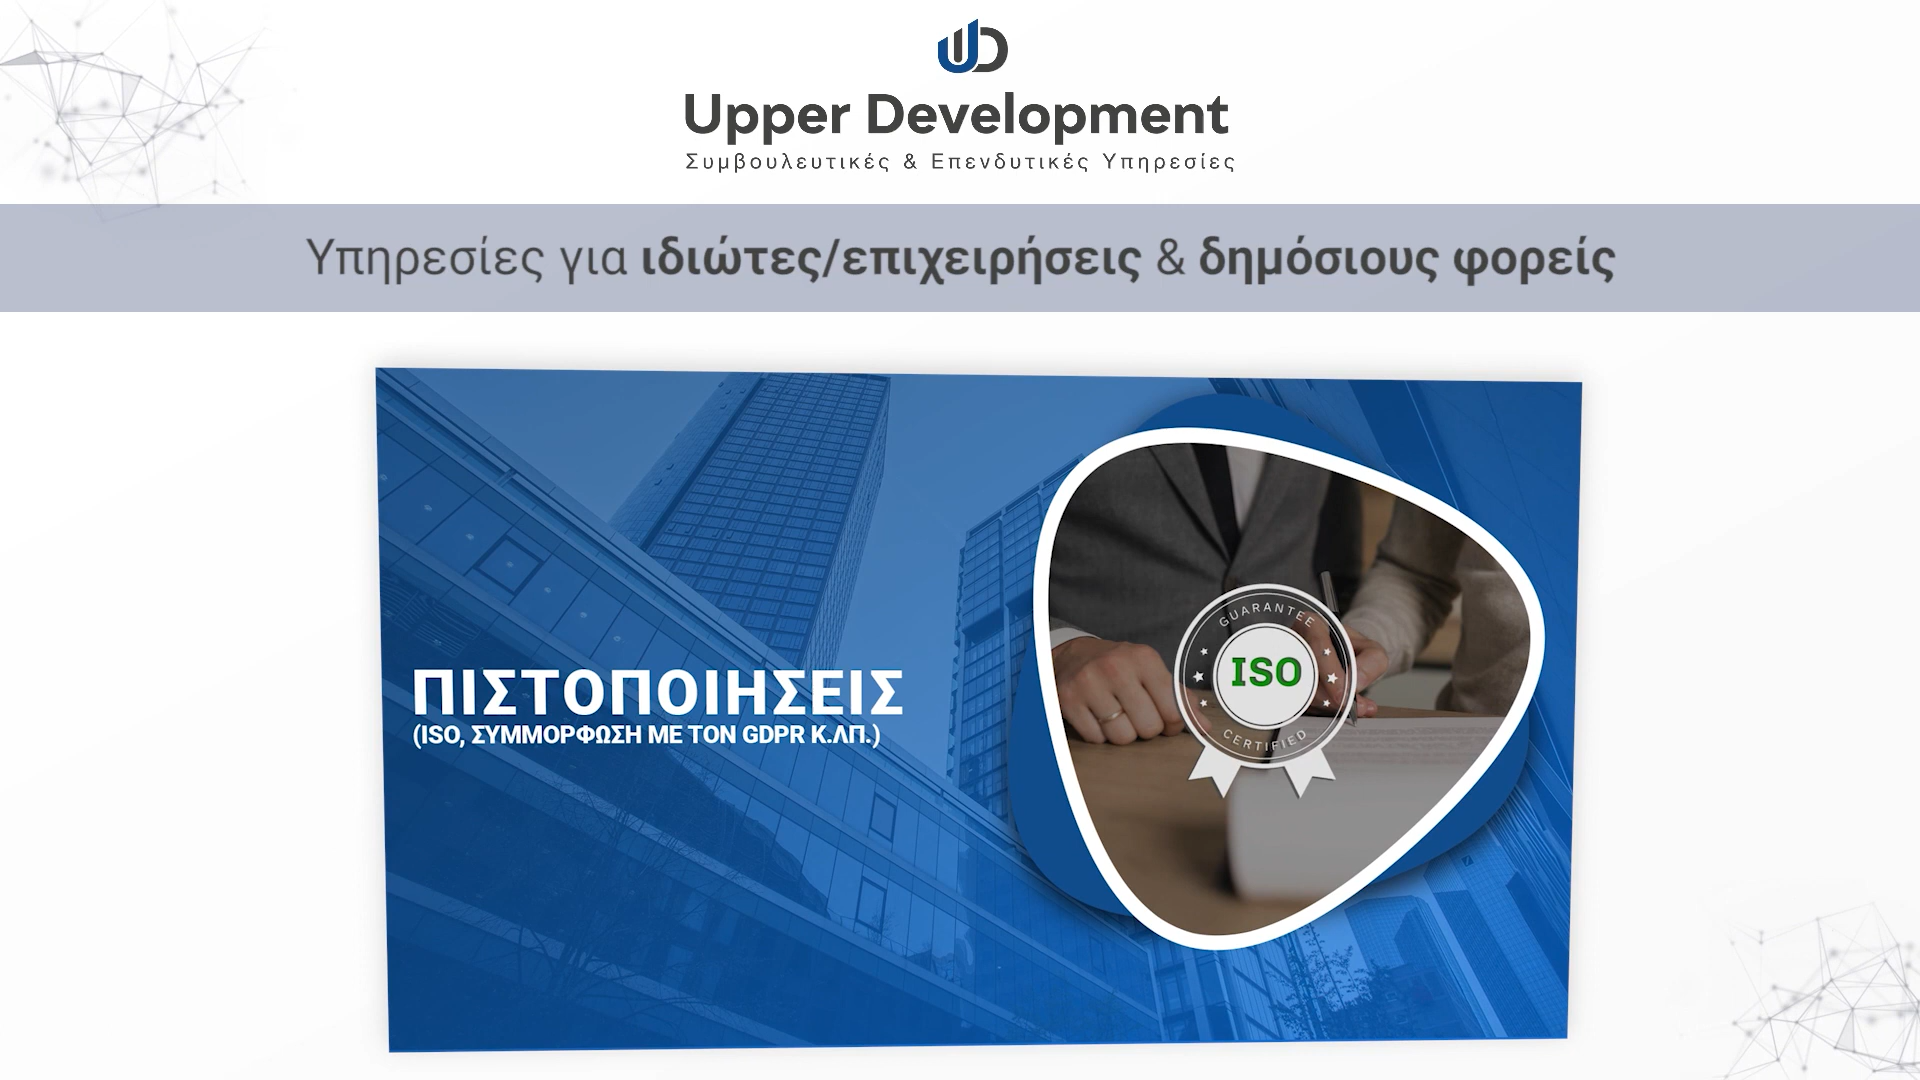 Upper Development
Συμβουλευτικές & Επενδυτικές Υπηρεσίες
Υπηρεσίες για ιδιώτες/επιχειρήσεις & δημόσιους φορείς
ΠΙΣΤΟΠΟΙΗΣΕΙΣ
(ISO, ΣΥΜΜΟΡΦΩΣΗ ΜΕ ΤΟΝ GDPR Κ.ΛΠ.)
GUARANTEE
ISO
CERTIFIED